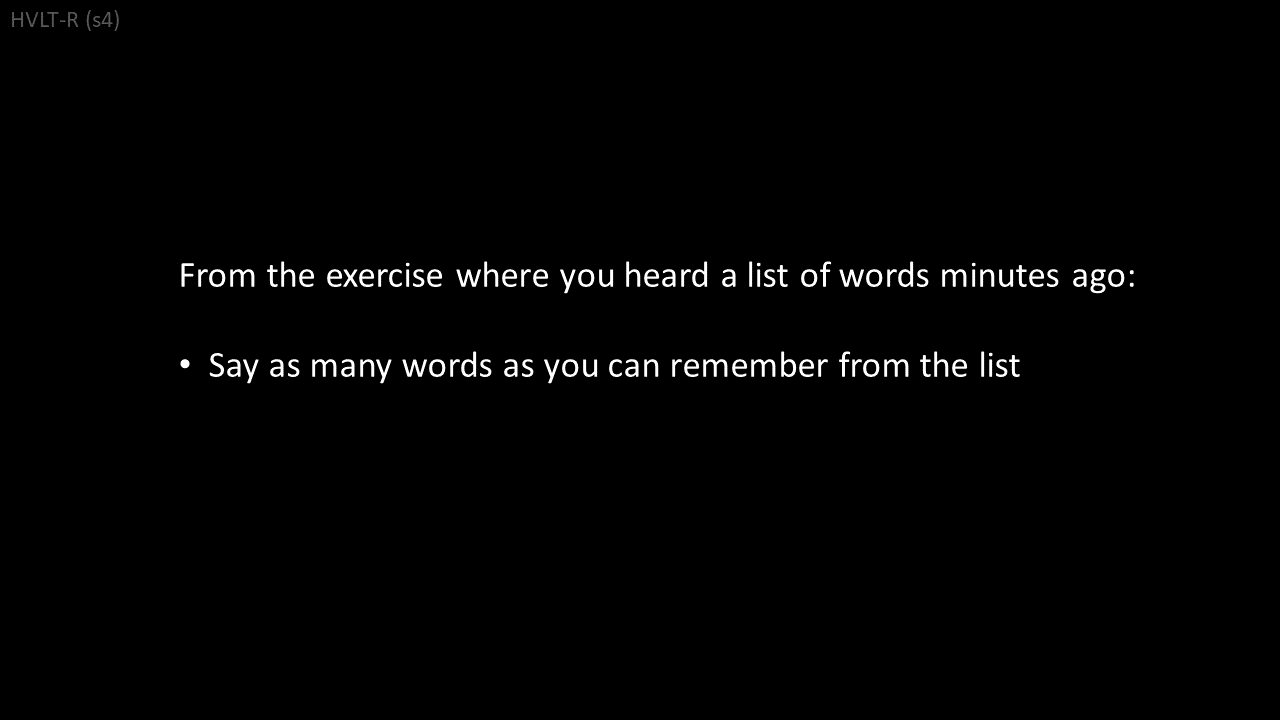 HVLT-R (s4)
From the exercise where you heard a list of words minutes ago:
• Say as many words as you can remember from the list